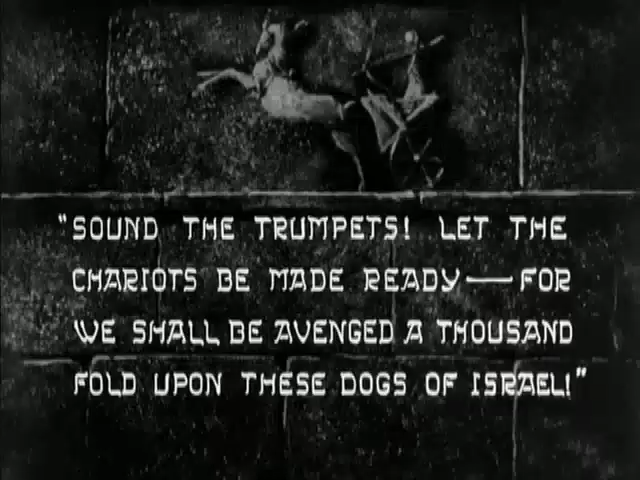 "SOUND THE TRUMPETS! LET THE
CHARIOTS BE MADE READY — FOR
WE SHALL BE AVENGED A THOUSAND
FOLD UPON THESE DOGS OF ISRAEL!"